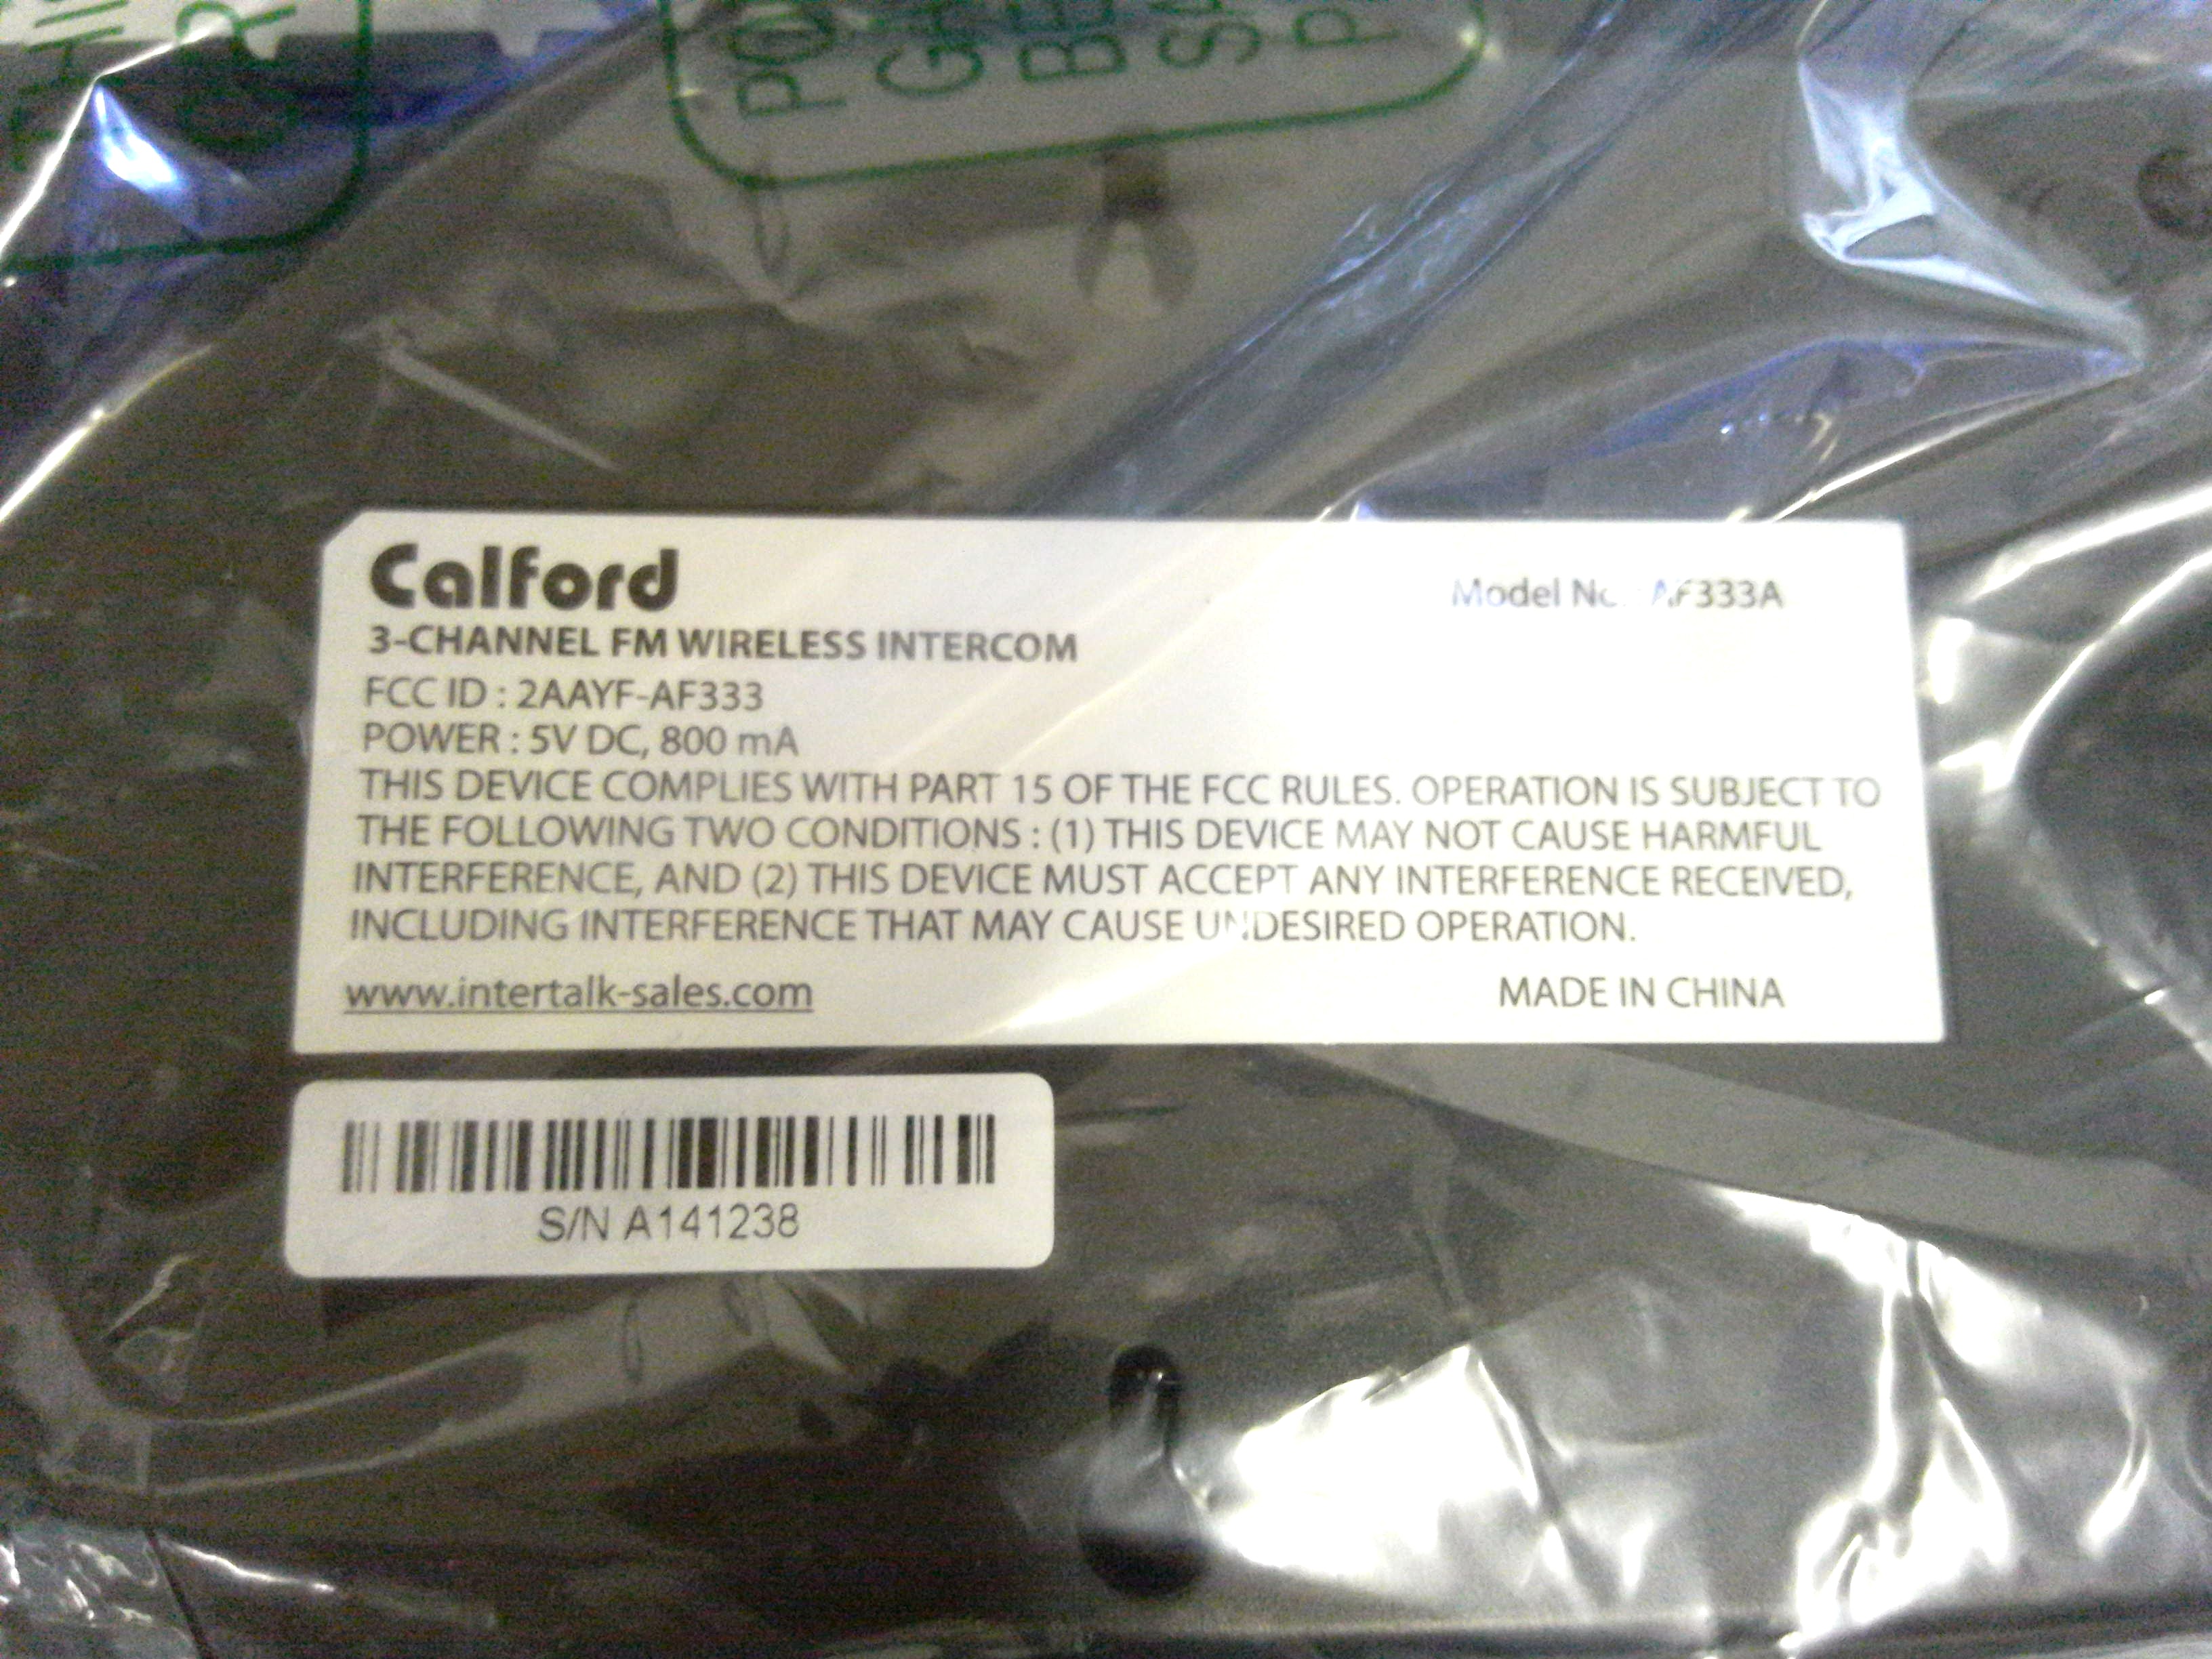 Calford
Model No.: AF333A
3-CHANNEL FM WIRELESS INTERCOM
FCC ID : 2AAYF-AF333
POWER : 5V DC, 800 mA
THIS DEVICE COMPLIES WITH PART 15 OF THE FCC RULES. OPERATION IS SUBJECT TO
THE FOLLOWING TWO CONDITIONS : (1) THIS DEVICE MAY NOT CAUSE HARMFUL
INTERFERENCE, AND (2) THIS DEVICE MUST ACCEPT ANY INTERFERENCE RECEIVED,
INCLUDING INTERFERENCE THAT MAY CAUSE UNDESIRED OPERATION.
www.intertalk-sales.com
MADE IN CHINA
S/N A141238